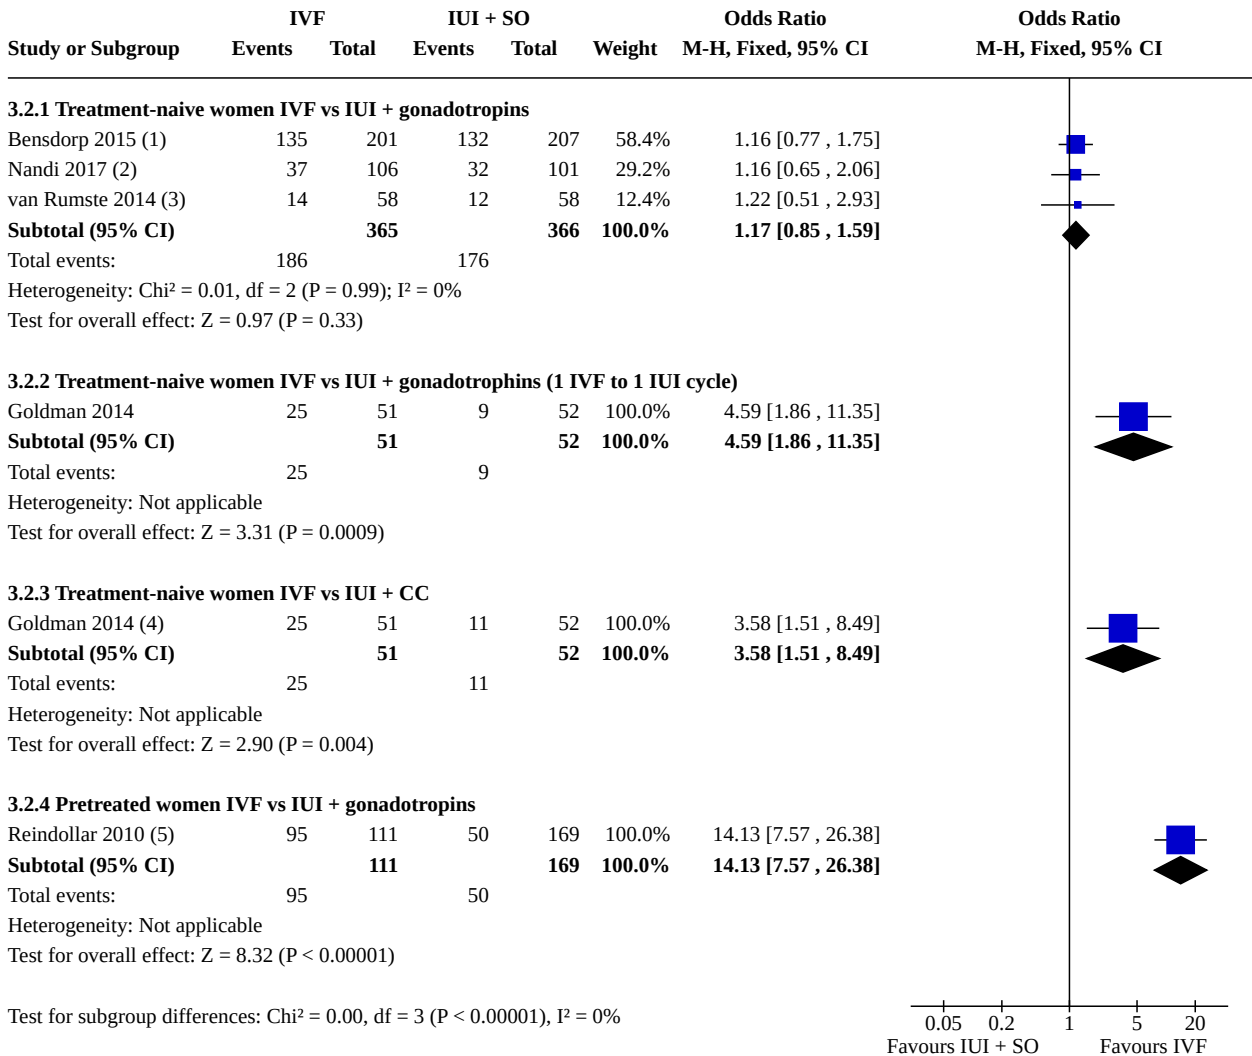 IVF IUI + SO Odds Ratio Odds Ratio
Study or Subgroup Events Total Events Total Weight M-H, Fixed, 95% CI M-H, Fixed, 95% CI
3.2.1 Treatment-naive women IVF vs IUI + gonadotropins
Bensdorp 2015 (1) 135 201 132 207 58.4% 1.16 [0.77 , 1.75]
Nandi 2017 (2) 37 106 32 101 29.2% 1.16 [0.65 , 2.06]
van Rumste 2014 (3) 14 58 12 58 12.4% 1.22 [0.51 , 2.93]
Subtotal (95% CI) 365 366 100.0% 1.17 [0.85 , 1.59]
Total events: 186 176
Heterogeneity: Chi² = 0.01, df = 2 (P = 0.99); I² = 0%
Test for overall effect: Z = 0.97 (P = 0.33)
3.2.2 Treatment-naive women IVF vs IUI + gonadotrophins (1 IVF to 1 IUI cycle)
Goldman 2014 25 51 9 52 100.0% 4.59 [1.86 , 11.35]
Subtotal (95% CI) 51 52 100.0% 4.59 [1.86 , 11.35]
Total events: 25 9
Heterogeneity: Not applicable
Test for overall effect: Z = 3.31 (P = 0.0009)
3.2.3 Treatment-naive women IVF vs IUI + CC
Goldman 2014 (4) 25 51 11 52 100.0% 3.58 [1.51 , 8.49]
Subtotal (95% CI) 51 52 100.0% 3.58 [1.51 , 8.49]
Total events: 25 11
Heterogeneity: Not applicable
Test for overall effect: Z = 2.90 (P = 0.004)
3.2.4 Pretreated women IVF vs IUI + gonadotropins
Reindollar 2010 (5) 95 111 50 169 100.0% 14.13 [7.57 , 26.38]
Subtotal (95% CI) 111 169 100.0% 14.13 [7.57 , 26.38]
Total events: 95 50
Heterogeneity: Not applicable
Test for overall effect: Z = 8.32 (P < 0.00001)
Test for subgroup differences: Chi² = 0.00, df = 3 (P < 0.00001), I² = 0%
0.05 0.2 1 5 20
Favours IUI + SO Favours IVF